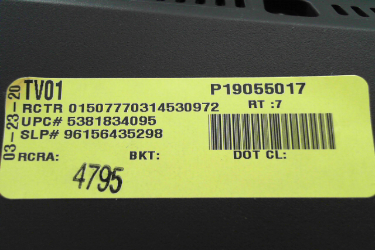 03-23-20
TV01 P19055017
RCTR 01507770314530972 RT :7
UPC# 5381834095
SLP# 96156435298
RCRA: BKT: DOT CL:
4795